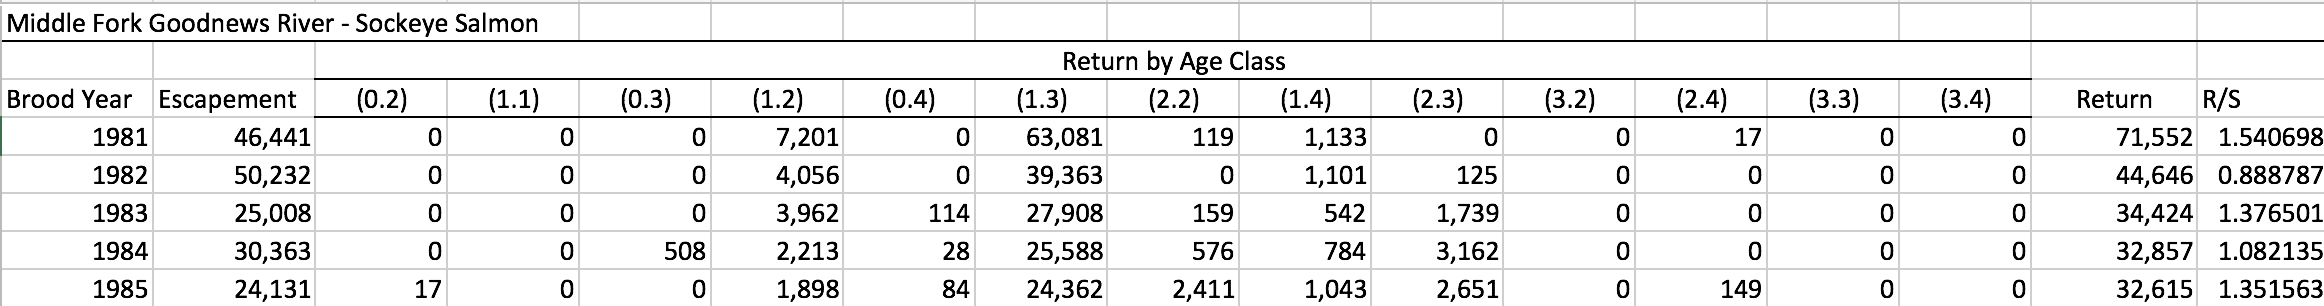 Middle Fork Goodnews River - Sockeye Salmon
Return by Age Class
Brood Year Escapement (0.2) (1.1) (0.3) (1.2) (0.4) (1.3) (2.2) (1.4) (2.3) (3.2) (2.4) (3.3) (3.4) Return R/S
1981 46,441 0 0 0 7,201 0 63,081 119 1,133 0 0 17 0 0 71,552 1.540698
1982 50,232 0 0 0 4,056 0 39,363 0 1,101 125 0 0 0 0 44,646 0.888787
1983 25,008 0 0 0 3,962 114 27,908 159 542 1,739 0 0 0 0 34,424 1.376501
1984 30,363 0 0 508 2,213 28 25,588 576 784 3,162 0 0 0 0 32,857 1.082135
1985 24,131 17 0 0 1,898 84 24,362 2,411 1,043 2,651 0 149 0 0 32,615 1.351563